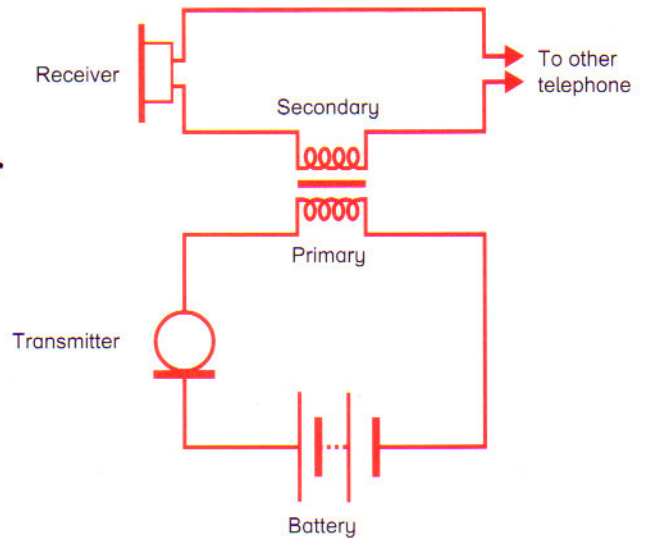 To other
telephone
Receiver
Secondary
Primary
Transmitter
Battery